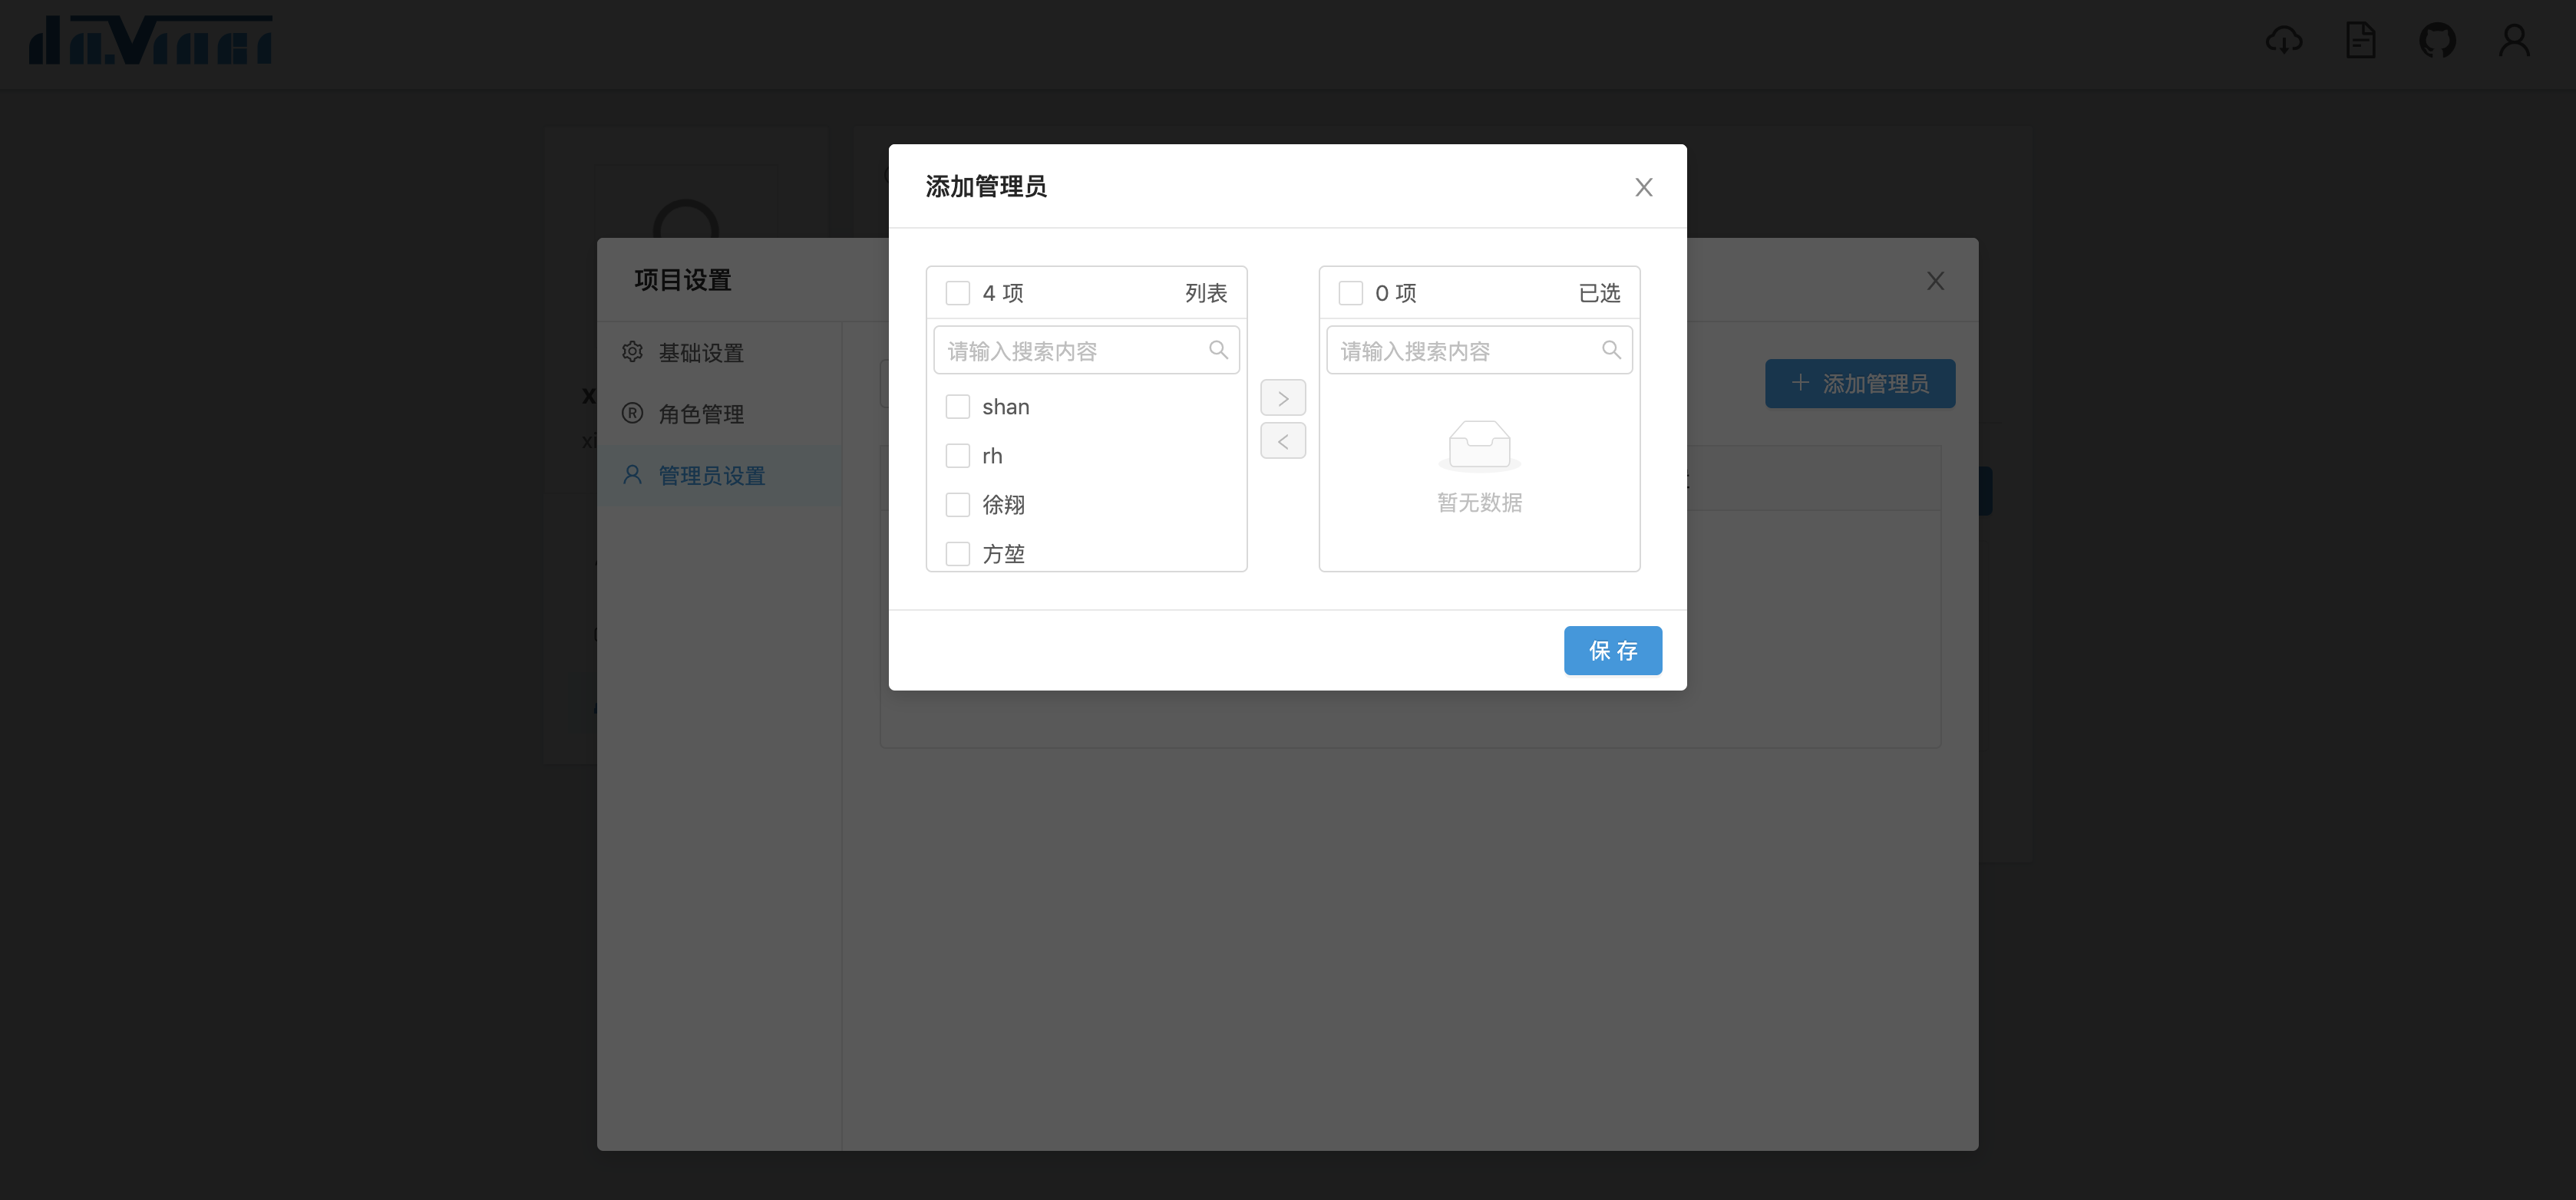 da.Vinci
添加管理员
4 项 列表
请输入搜索内容
shan
rh
徐翔
方堃
0 项 已选
请输入搜索内容
暂无数据
保 存
项目设置
基础设置
角色管理
管理员设置
添加管理员